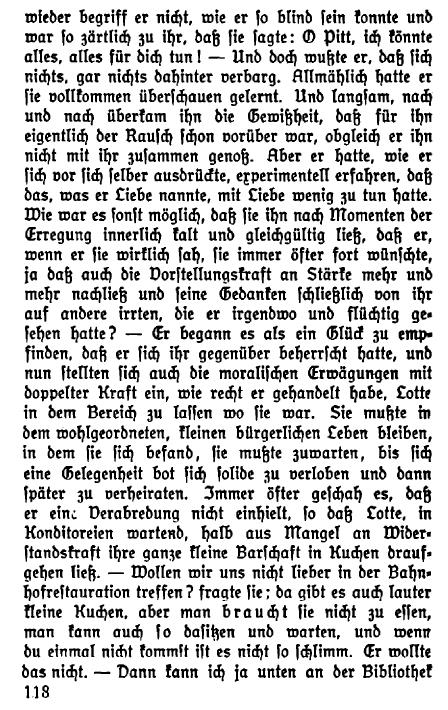 wieder begriff er nicht, wie er so blind sein konnte und
war so zärtlich zu ihr, daß sie sagte: O Pitt, ich könnte
alles, alles für dich tun! — Und doch wußte er, daß sich
nichts, gar nichts dahinter verbarg. Allmählich hatte er
sie vollkommen überschauen gelernt. Und langsam, nach
und nach überkam ihn die Gewißheit, daß für ihn
eigentlich der Rausch schon vorüber war, obgleich er ihn
nicht mit ihr zusammen genoß. Aber er hatte, wie er
sich vor sich selber ausdrückte, experimentell erfahren, daß
das, was er Liebe nannte, mit Liebe wenig zu tun hatte.
Wie war es sonst möglich, daß sie ihn nach Momenten der
Erregung innerlich kalt und gleichgültig ließ, daß er,
wenn er sie wirklich sah, sie immer öfter fort wünschte,
ja daß auch die Vorstellungskraft an Stärke mehr und
mehr nachließ und seine Gedanken schließlich von ihr
auf andere irrten, die er irgendwo und flüchtig ge-
sehen hatte? — Er begann es als ein Glück zu emp-
finden, daß er sich ihr gegenüber beherrscht hatte, und
nun stellten sich auch die moralischen Erwägungen mit
doppelter Kraft ein, wie recht er gehandelt habe, Lotte
in dem Bereich zu lassen wo sie war. Sie mußte in
dem wohlgeordneten, kleinen bürgerlichen Leben bleiben,
in dem sie sich befand, sie mußte zuwarten, bis sich
eine Gelegenheit bot sich solide zu verloben und dann
später zu verheiraten. Immer öfter geschah es, daß
er eine Verabredung nicht einhielt, so daß Lotte, in
Konditoreien wartend, halb aus Mangel an Wider-
standskraft ihre ganze kleine Barschaft in Kuchen drauf-
gehen ließ. — Wollen wir uns nicht lieber in der Bahn-
hofrestauration treffen? fragte sie; da gibt es auch lauter
kleine Kuchen, aber man braucht sie nicht zu essen,
man kann auch so dasitzen und warten, und wenn
du einmal nicht kommst ist es nicht so schlimm. Er wollte
das nicht. — Dann kann ich ja unten an der Bibliothek
118